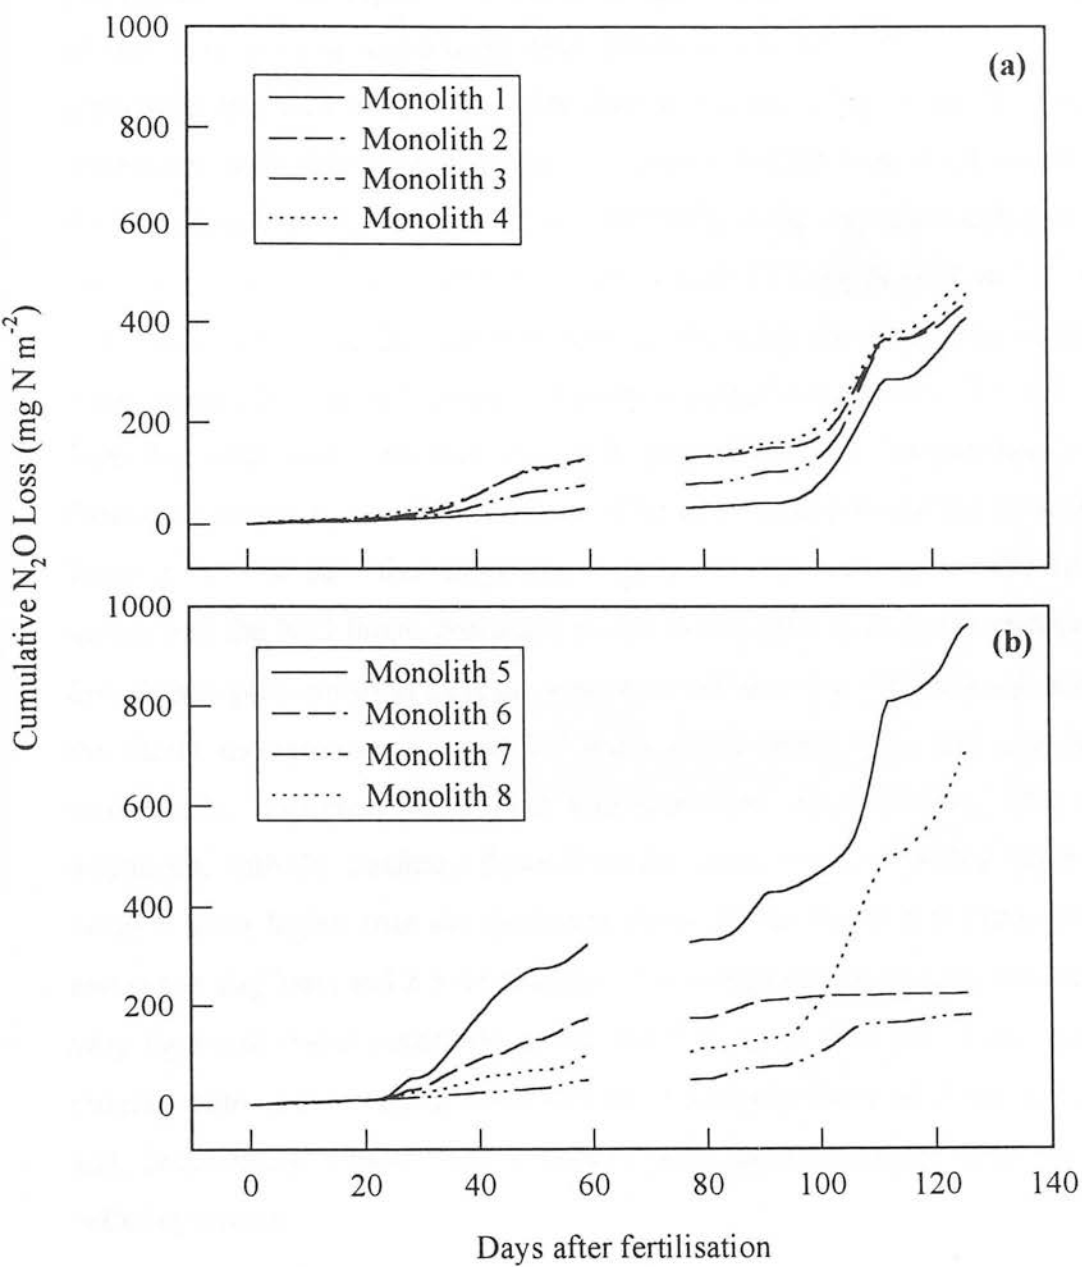 1000
800
600
400
200
0
(a)
Monolith 1
Monolith 2
Monolith 3
Monolith 4
Cumulative N₂O Loss (mg N m⁻²)
1000
800
600
400
200
0
(b)
Monolith 5
Monolith 6
Monolith 7
Monolith 8
0 20 40 60 80 100 120 140
Days after fertilisation